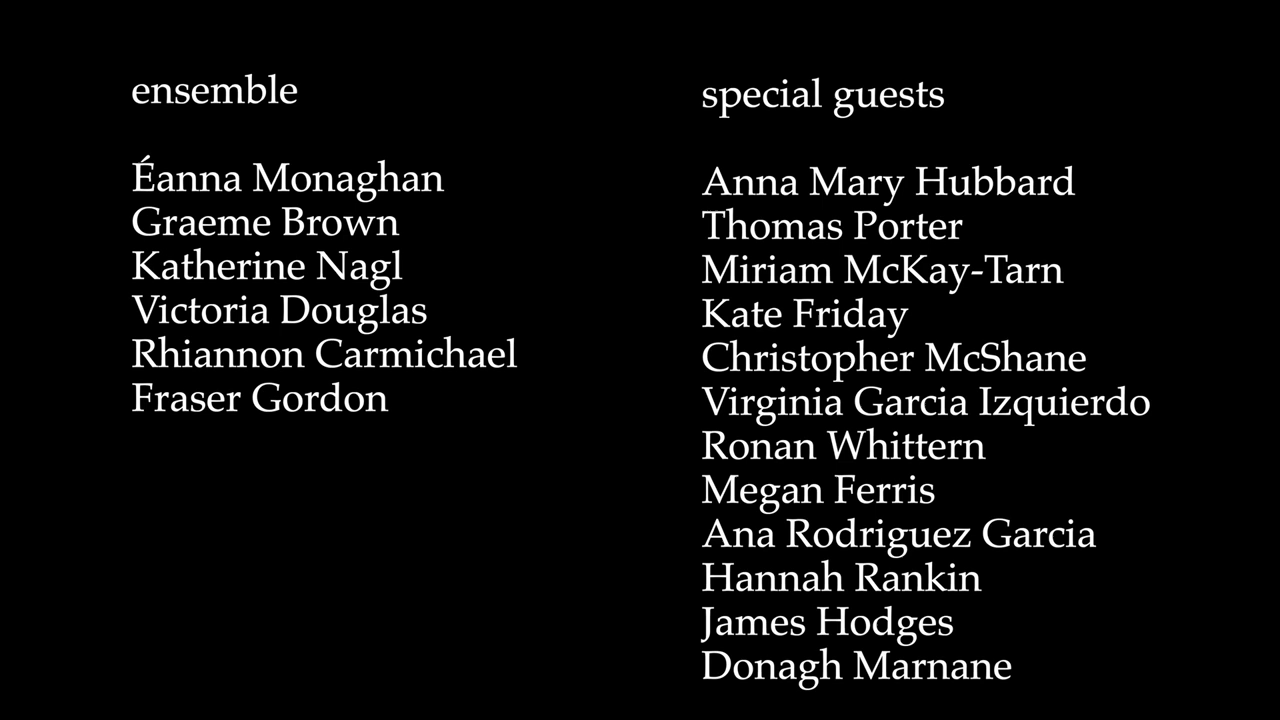 ensemble
Éanna Monaghan
Graeme Brown
Katherine Nagl
Victoria Douglas
Rhiannon Carmichael
Fraser Gordon
special guests
Anna Mary Hubbard
Thomas Porter
Miriam McKay-Tarn
Kate Friday
Christopher McShane
Virginia Garcia Izquierdo
Ronan Whittern
Megan Ferris
Ana Rodriguez Garcia
Hannah Rankin
James Hodges
Donagh Marnane